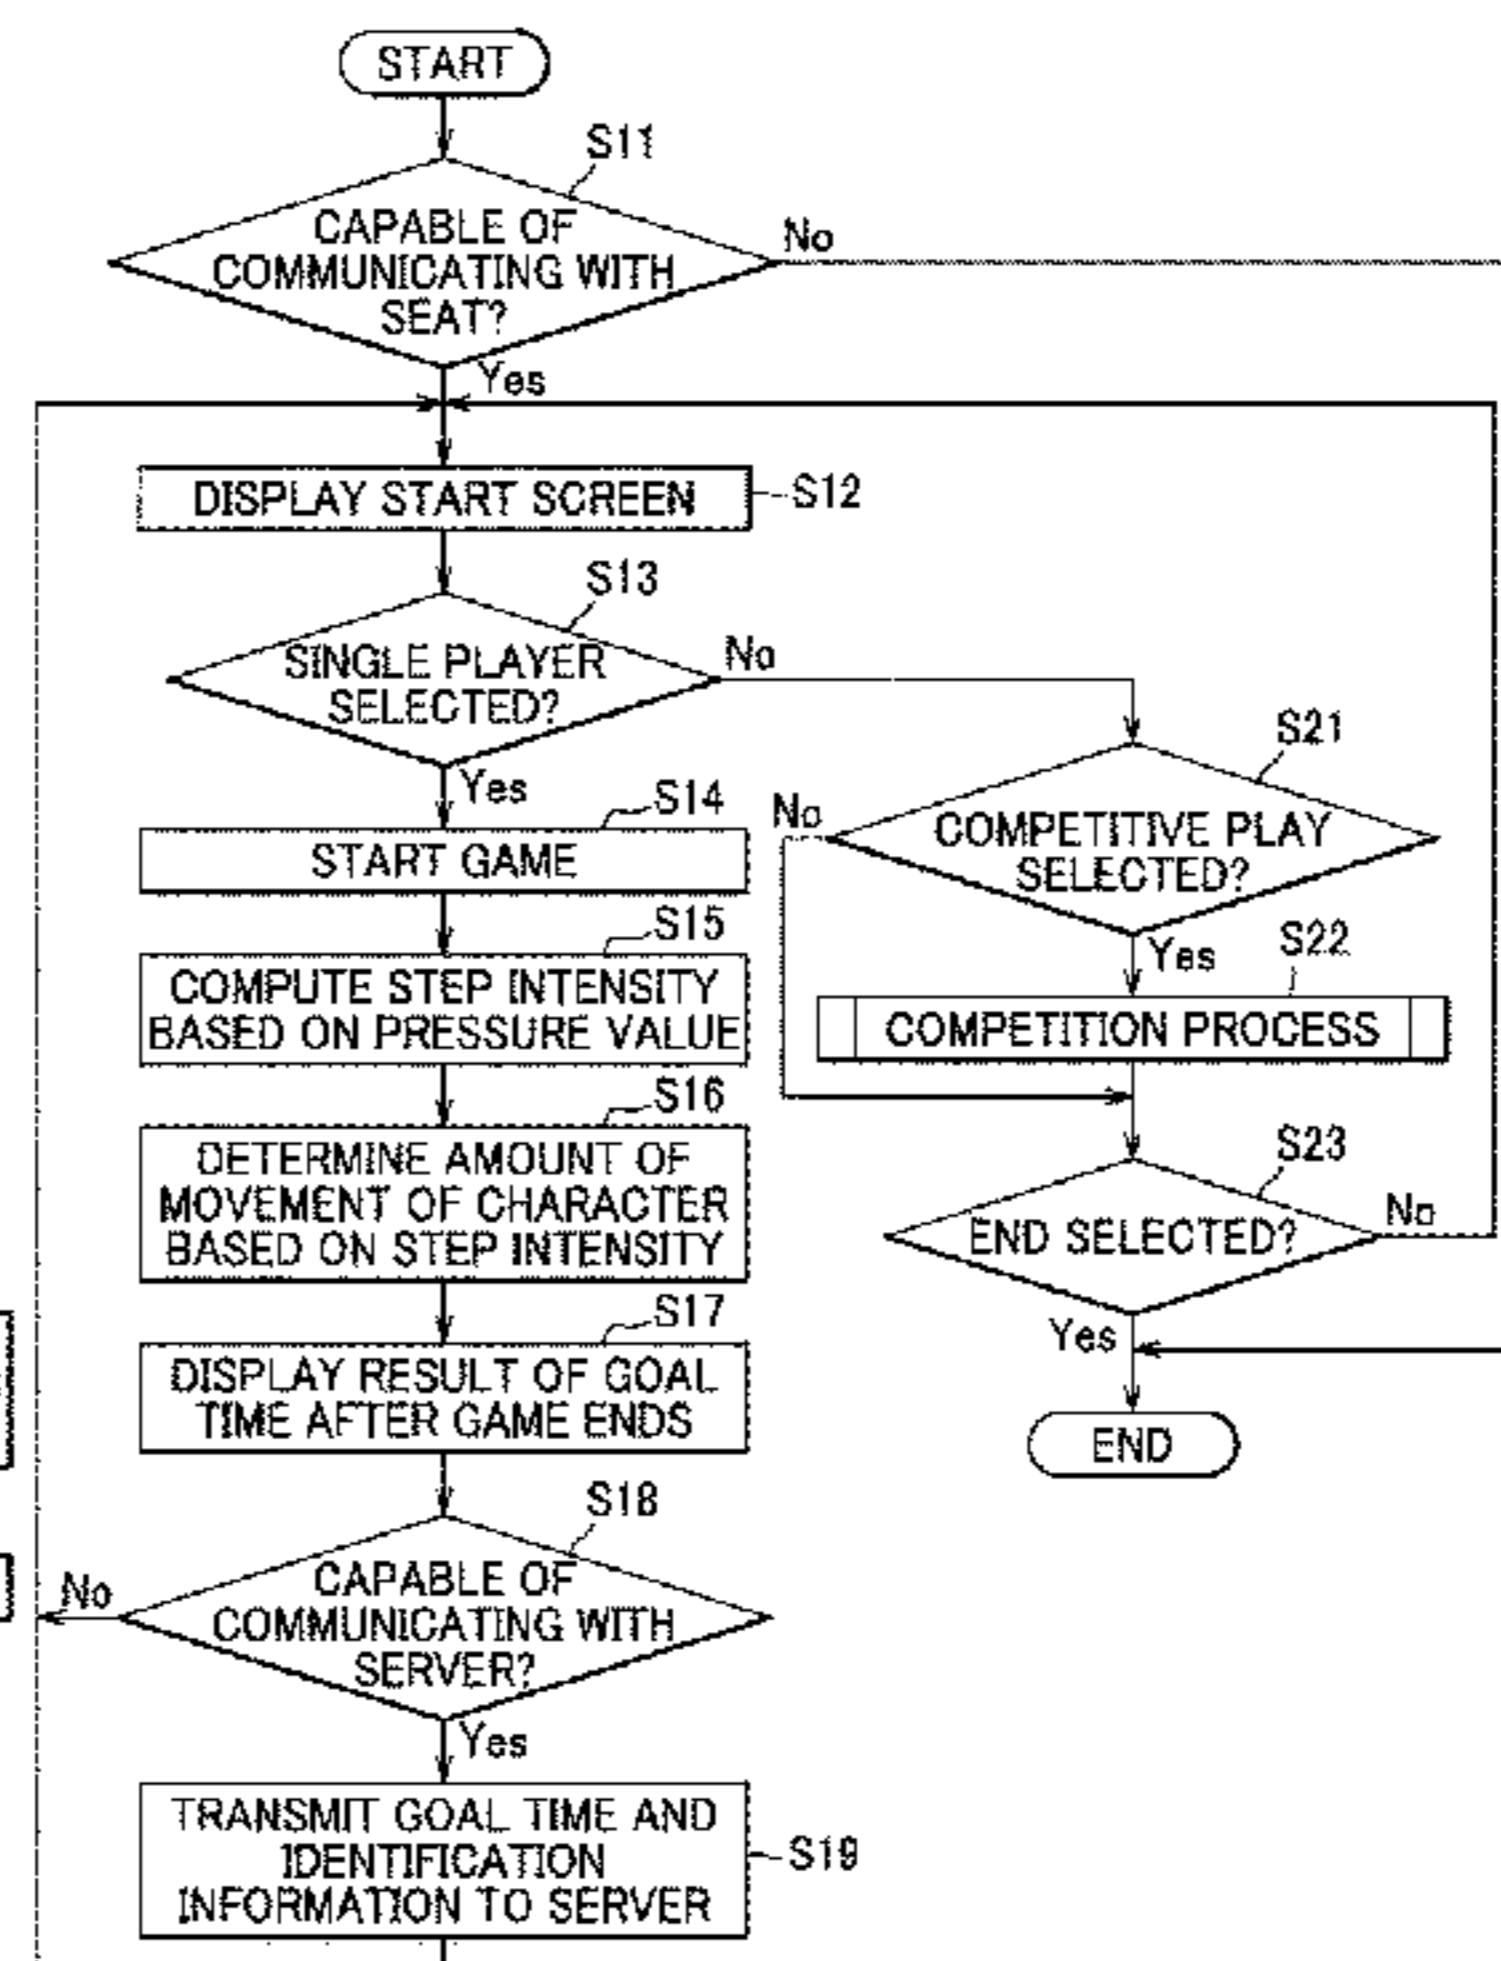 START
S11
CAPABLE OF
COMMUNICATING WITH
SEAT?
No
Yes
DISPLAY START SCREEN
S12
S13
SINGLE PLAYER
SELECTED?
No
Yes
S14
START GAME
S15
COMPUTE STEP INTENSITY
BASED ON PRESSURE VALUE
S16
DETERMINE AMOUNT OF
MOVEMENT OF CHARACTER
BASED ON STEP INTENSITY
S17
DISPLAY RESULT OF GOAL
TIME AFTER GAME ENDS
S18
CAPABLE OF
COMMUNICATING WITH
SERVER?
No
Yes
TRANSMIT GOAL TIME AND
IDENTIFICATION
INFORMATION TO SERVER
S19
S21
COMPETITIVE PLAY
SELECTED?
No
Yes
S22
COMPETITION PROCESS
S23
END SELECTED?
No
Yes
END